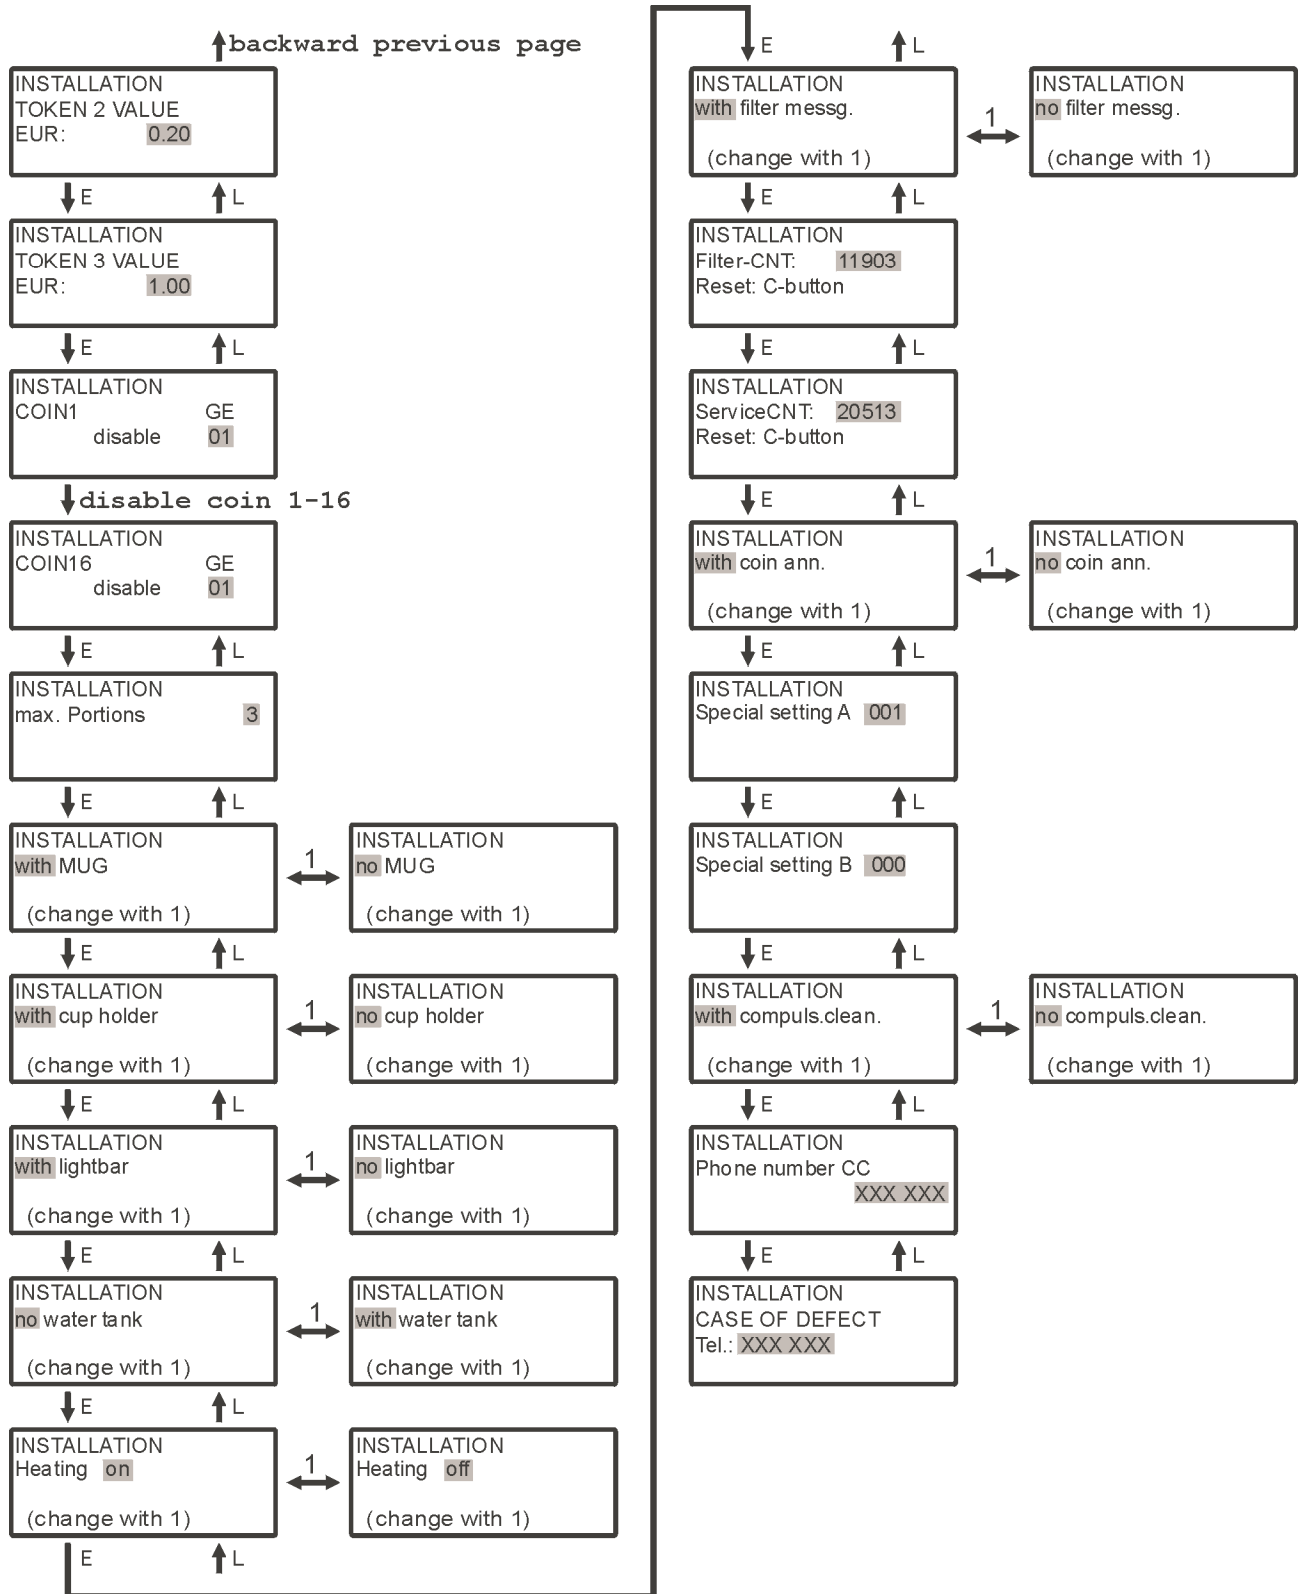 backward previous page
INSTALLATION
TOKEN 2 VALUE
EUR: 0.20
E L
INSTALLATION
TOKEN 3 VALUE
EUR: 1.00
E L
INSTALLATION
COIN1 GE
disable 01
disable coin 1-16
INSTALLATION
COIN16 GE
disable 01
E L
INSTALLATION
max. Portions 3
E L
INSTALLATION
with MUG
(change with 1)
1
INSTALLATION
no MUG
(change with 1)
E L
INSTALLATION
with cup holder
(change with 1)
1
INSTALLATION
no cup holder
(change with 1)
E L
INSTALLATION
with lightbar
(change with 1)
1
INSTALLATION
no lightbar
(change with 1)
E L
INSTALLATION
no water tank
(change with 1)
1
INSTALLATION
with water tank
(change with 1)
E L
INSTALLATION
Heating on
(change with 1)
1
INSTALLATION
Heating off
(change with 1)
E L
E L
INSTALLATION
with filter messg.
(change with 1)
1
INSTALLATION
no filter messg.
(change with 1)
E L
INSTALLATION
Filter-CNT: 11903
Reset: C-button
E L
INSTALLATION
ServiceCNT: 20513
Reset: C-button
E L
INSTALLATION
with coin ann.
(change with 1)
1
INSTALLATION
no coin ann.
(change with 1)
E L
INSTALLATION
Special setting A 001
E L
INSTALLATION
Special setting B 000
E L
INSTALLATION
with compuls.clean.
(change with 1)
1
INSTALLATION
no compuls.clean.
(change with 1)
E L
INSTALLATION
Phone number CC
XXX XXX
E L
INSTALLATION
CASE OF DEFECT
Tel.: XXX XXX